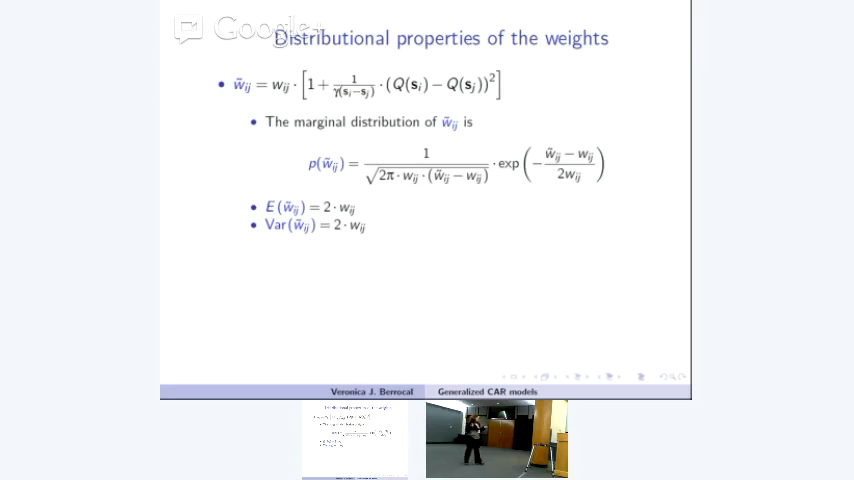 Google+
Distributional properties of the weights
• w̃ij = wij · [1 + 1/γ(si−sj) · (Q(si) − Q(sj))²]
• The marginal distribution of w̃ij is
p(w̃ij) = 1/√(2π · wij · (w̃ij − wij)) · exp(−(w̃ij − wij)/(2wij))
• E(w̃ij) = 2 · wij
• Var(w̃ij) = 2 · wij
Veronica J. Berrocal Generalized CAR models